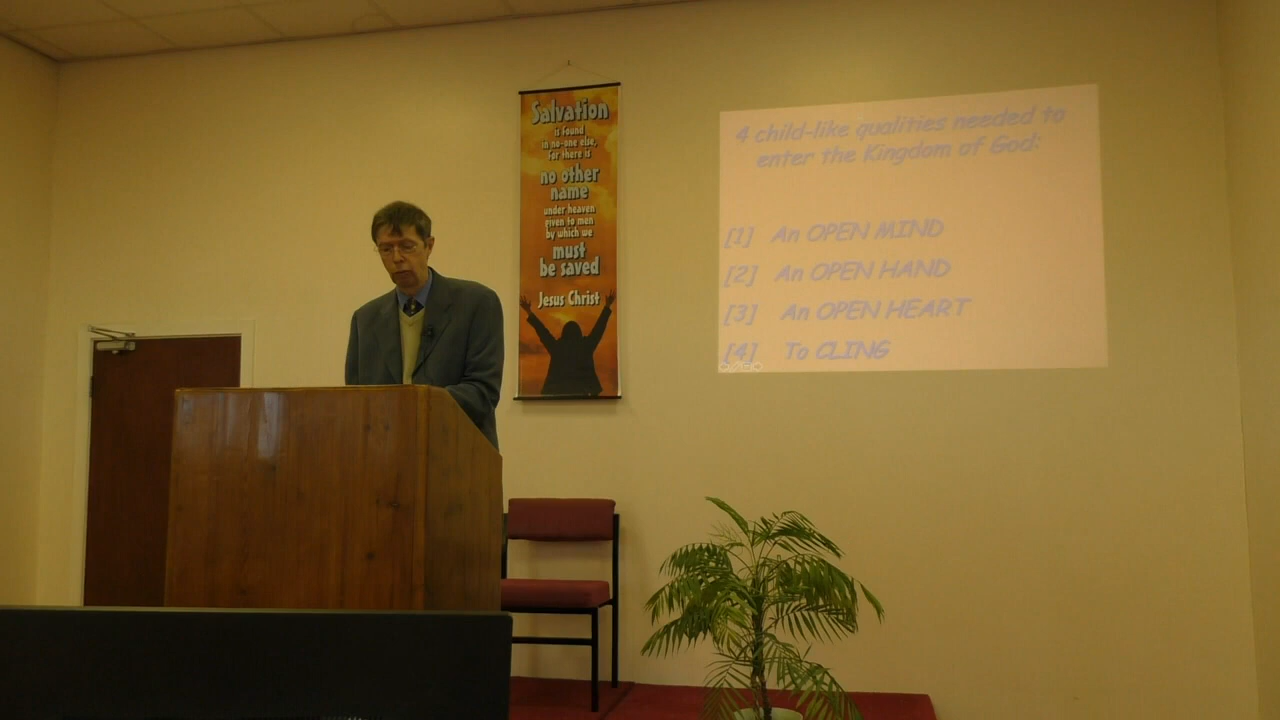 Salvation
is found
in no-one else,
for there is
no other
name
under heaven
given to men
by which we
must
be saved
Jesus Christ
4 child-like qualities needed to
enter the Kingdom of God:
[1] An OPEN MIND
[2] An OPEN HAND
[3] An OPEN HEART
[4] To CLING